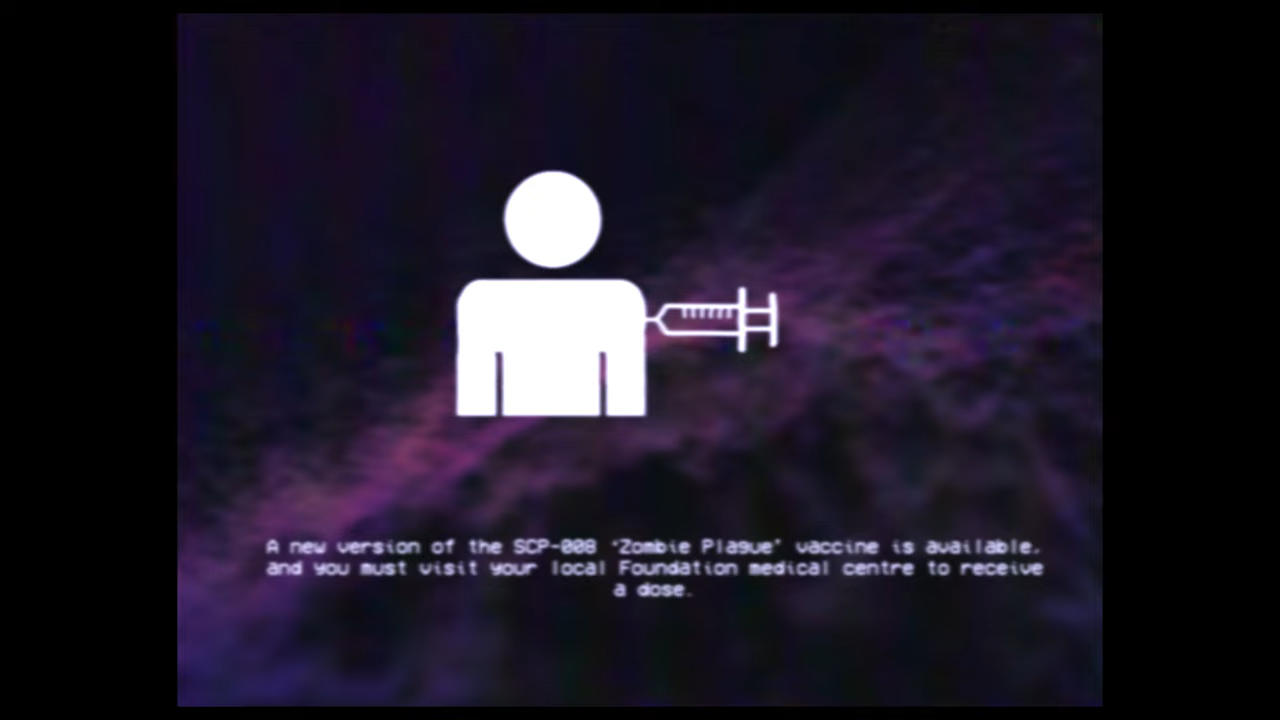 A new version of the SCP-008 "Zombie Plague" vaccine is available,
and you must visit your local Foundation medical centre to receive
a dose.